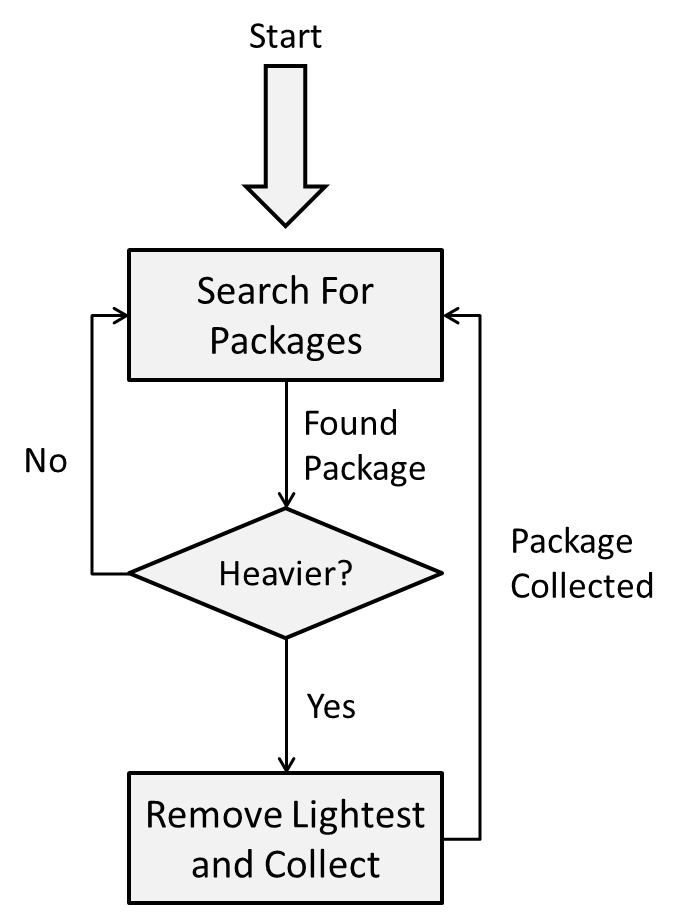 Start
Search For
Packages
Found
Package
No
Heavier?
Package
Collected
Yes
Remove Lightest
and Collect